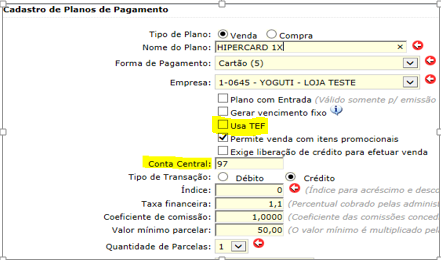 Cadastro de Planos de Pagamento
Tipo de Plano: Venda Compra
Nome do Plano: HIPERCARD 1X
Forma de Pagamento: Cartão (5)
Empresa: 1-0645 - YOGUTI - LOJA TESTE
Plano com Entrada (Válido somente p/ emissão
Gerar vencimento fixo
Usa TEF
Permite venda com itens promocionais
Exige liberação de crédito para efetuar venda
Conta Central: 97
Tipo de Transação: Débito Crédito
Índice: 0 (Índice para acréscimo e desco
Taxa financeira: 1,1 (Percentual cobrado pelas adminis
Coeficiente de comissão: 1,0000 (Coeficiente das comissões conced
Valor mínimo parcelar: 50,00 (O valor mínimo é multiplicado pela
Quantidade de Parcelas: 1